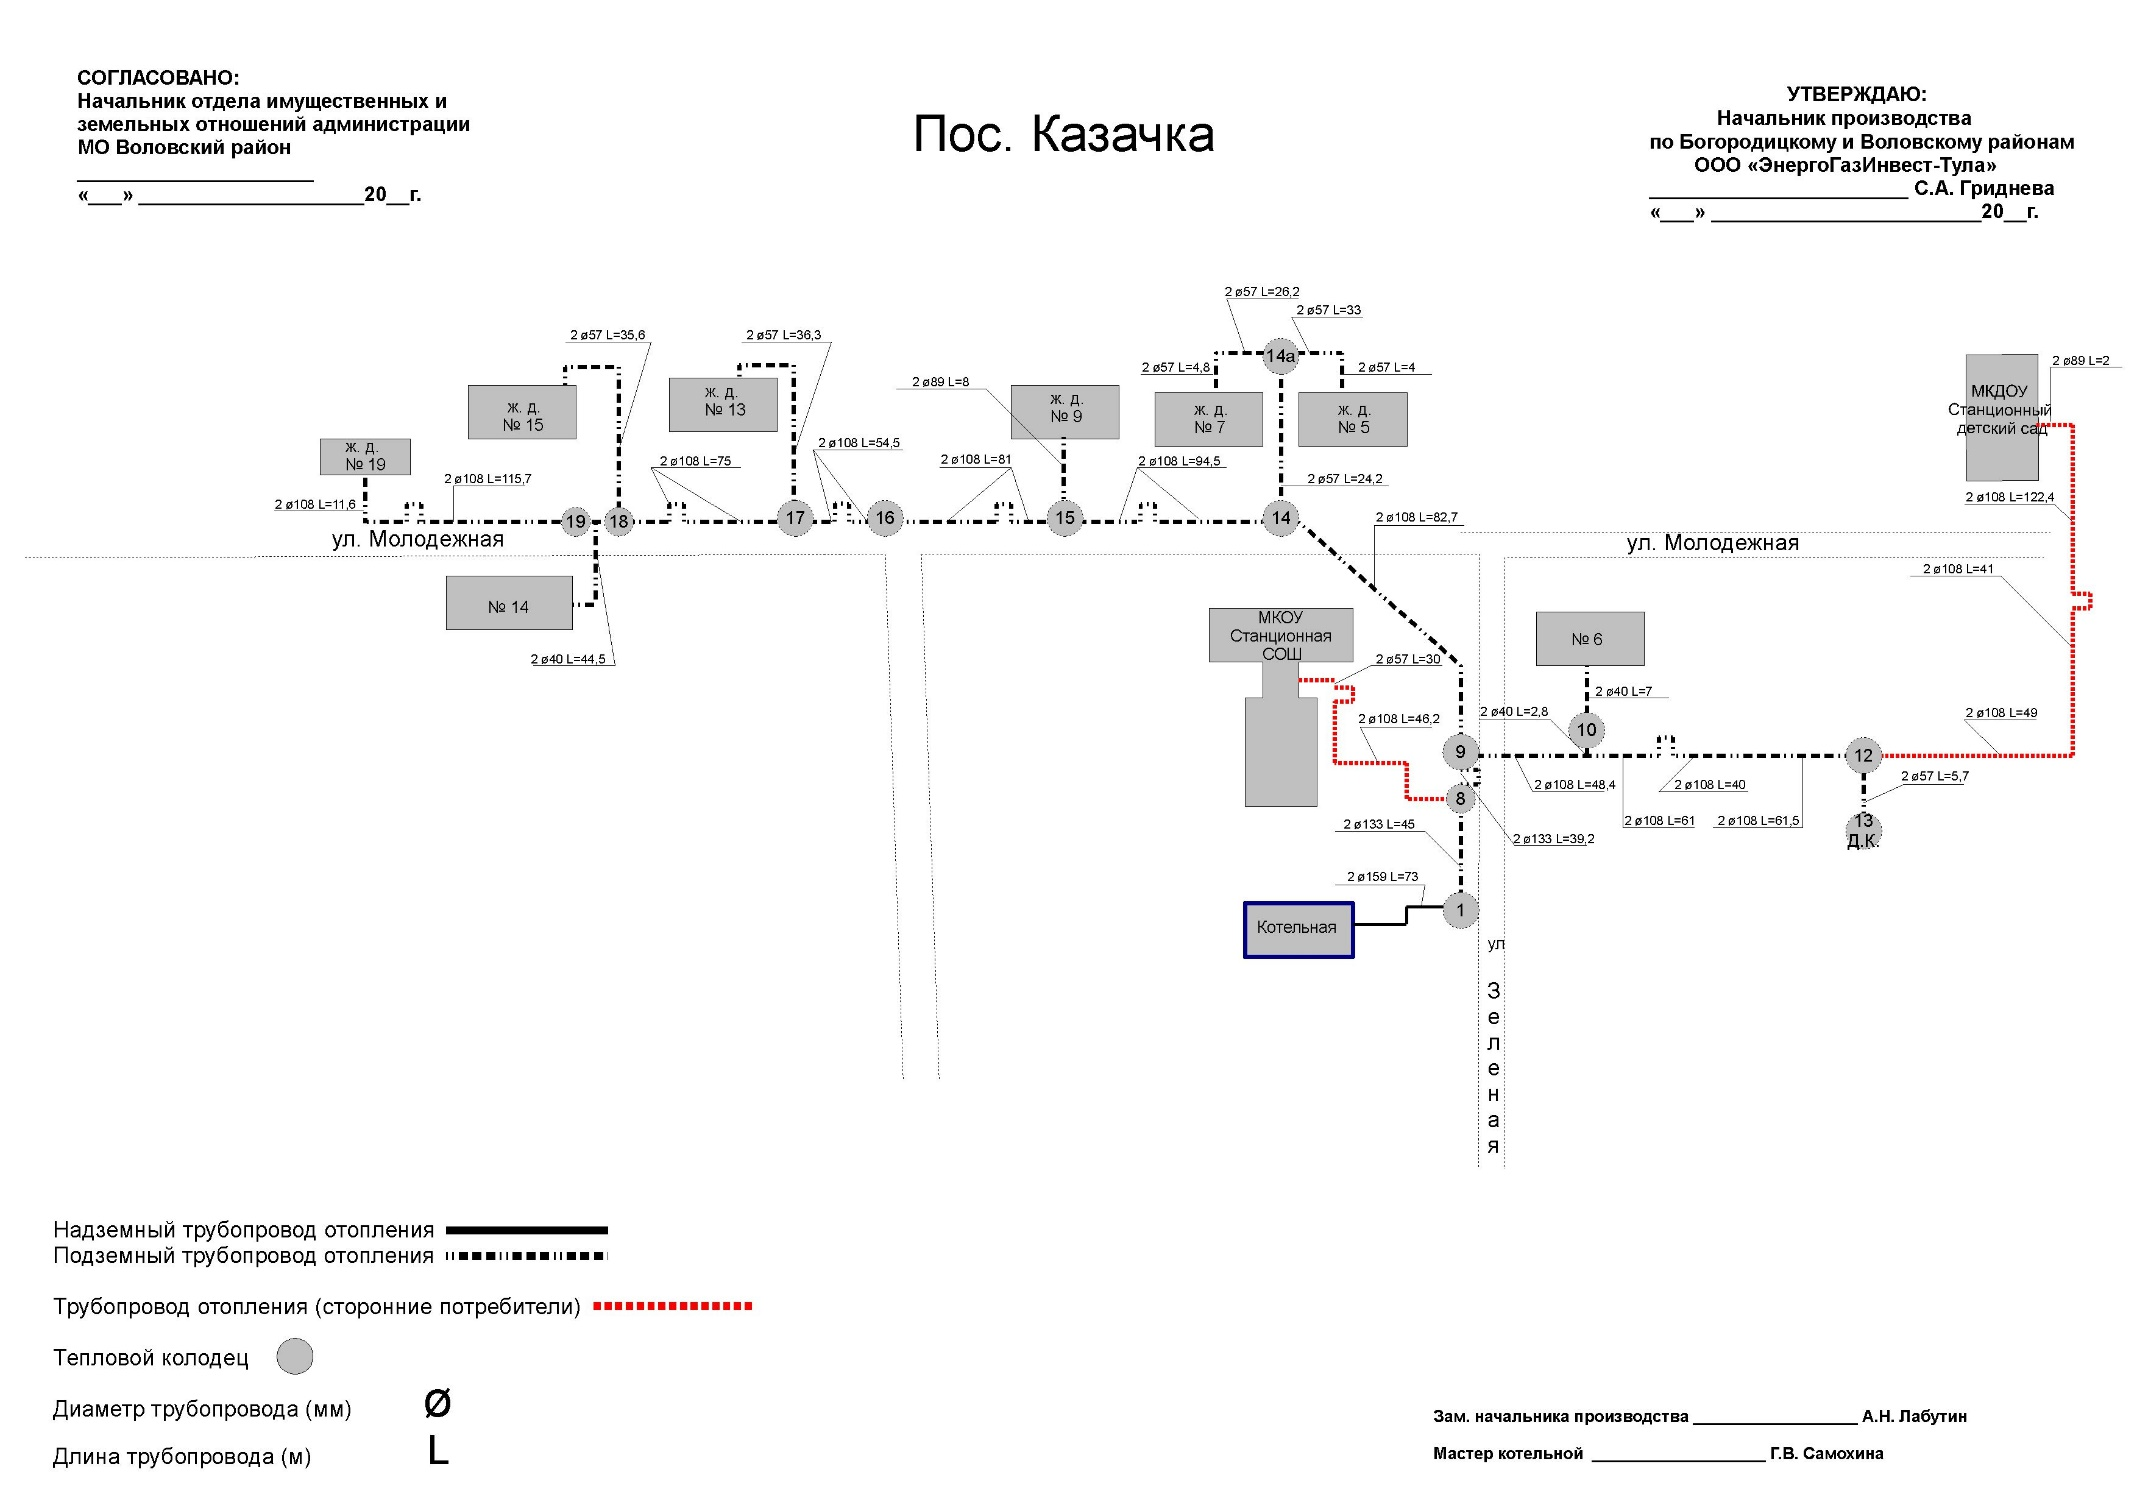 СОГЛАСОВАНО:
Начальник отдела имущественных и
земельных отношений администрации
МО Воловский район
_____________________
«___» ____________________20__г.
Пос. Казачка
УТВЕРЖДАЮ:
Начальник производства
по Богородицкому и Воловскому районам
ООО «ЭнергоГазИнвест-Тула»
_______________________ С.А. Гриднева
«___» ________________________20__г.
2 ø57 L=26,2
2 ø57 L=33
2 ø57 L=35,6
2 ø57 L=36,3
14а
2 ø57 L=4,8
2 ø57 L=4
2 ø89 L=2
2 ø89 L=8
МКДОУ
Станционный
детский сад
ж. д.
№ 15
ж. д.
№ 13
ж. д.
№ 9
ж. д.
№ 7
ж. д.
№ 5
ж. д.
№ 19
2 ø108 L=54,5
2 ø108 L=75
2 ø108 L=81
2 ø108 L=94,5
2 ø108 L=115,7
2 ø57 L=24,2
2 ø108 L=11,6
2 ø108 L=122,4
19
18
17
16
15
14
2 ø108 L=82,7
ул. Молодежная
ул. Молодежная
2 ø108 L=41
№ 14
МКОУ
Станционная
СОШ
№ 6
2 ø40 L=44,5
2 ø57 L=30
2 ø40 L=7
2 ø108 L=46,2
2 ø40 L=2,8
2 ø108 L=49
10
9
12
2 ø108 L=48,4
2 ø108 L=40
2 ø57 L=5,7
8
2 ø133 L=45
2 ø108 L=61
2 ø108 L=61,5
13
Д.К.
2 ø133 L=39,2
2 ø159 L=73
1
Котельная
ул
З
е
л
е
н
а
я
Надземный трубопровод отопления
Подземный трубопровод отопления
Трубопровод отопления (сторонние потребители)
Тепловой колодец
Диаметр трубопровода (мм) Ø
Длина трубопровода (м) L
Зам. начальника производства __________________ А.Н. Лабутин
Мастер котельной ___________________ Г.В. Самохина